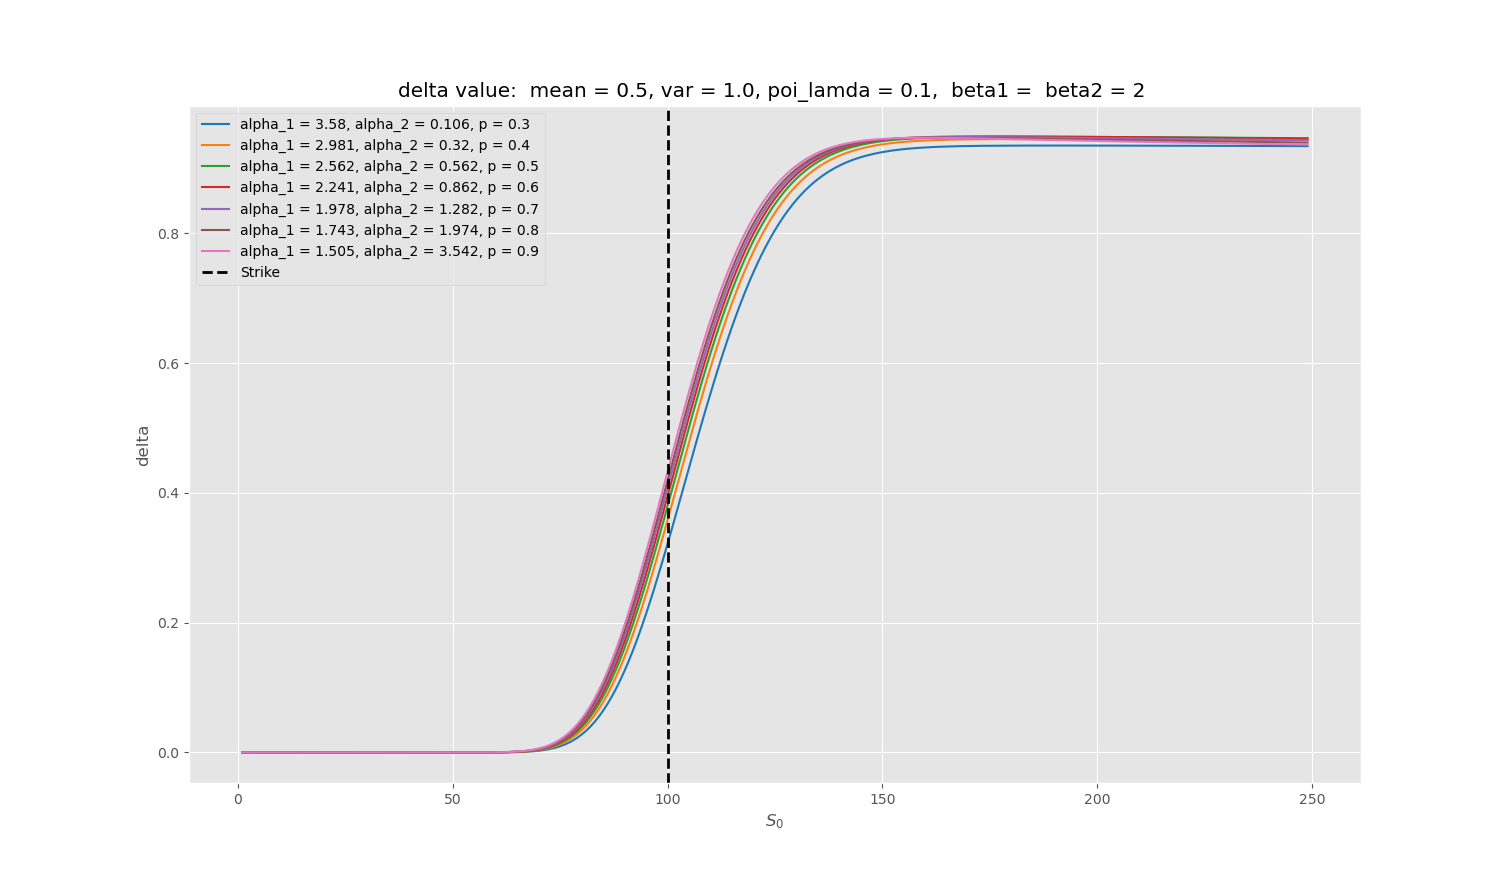 delta value:  mean = 0.5, var = 1.0, poi_lamda = 0.1,  beta1 =  beta2 = 2
alpha_1 = 3.58, alpha_2 = 0.106, p = 0.3
alpha_1 = 2.981, alpha_2 = 0.32, p = 0.4
alpha_1 = 2.562, alpha_2 = 0.562, p = 0.5
alpha_1 = 2.241, alpha_2 = 0.862, p = 0.6
alpha_1 = 1.978, alpha_2 = 1.282, p = 0.7
alpha_1 = 1.743, alpha_2 = 1.974, p = 0.8
alpha_1 = 1.505, alpha_2 = 3.542, p = 0.9
Strike
0.8
0.6
0.4
0.2
0.0
delta
0 50 100 150 200 250
S0